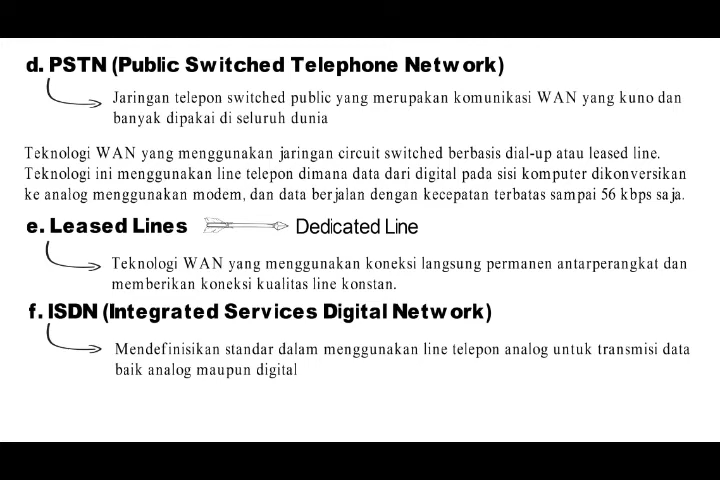 d. PSTN (Public Switched Telephone Network)
Jaringan telepon switched public yang merupakan komunikasi WAN yang kuno dan
banyak dipakai di seluruh dunia
Teknologi WAN yang menggunakan jaringan circuit switched berbasis dial-up atau leased line.
Teknologi ini menggunakan line telepon dimana data dari digital pada sisi komputer dikonversikan
ke analog menggunakan modem, dan data berjalan dengan kecepatan terbatas sampai 56 kbps saja.
e. Leased Lines Dedicated Line
Teknologi WAN yang menggunakan koneksi langsung permanen antarperangkat dan
memberikan koneksi kualitas line konstan.
f. ISDN (Integrated Services Digital Network)
Mendefinisikan standar dalam menggunakan line telepon analog untuk transmisi data
baik analog maupun digital